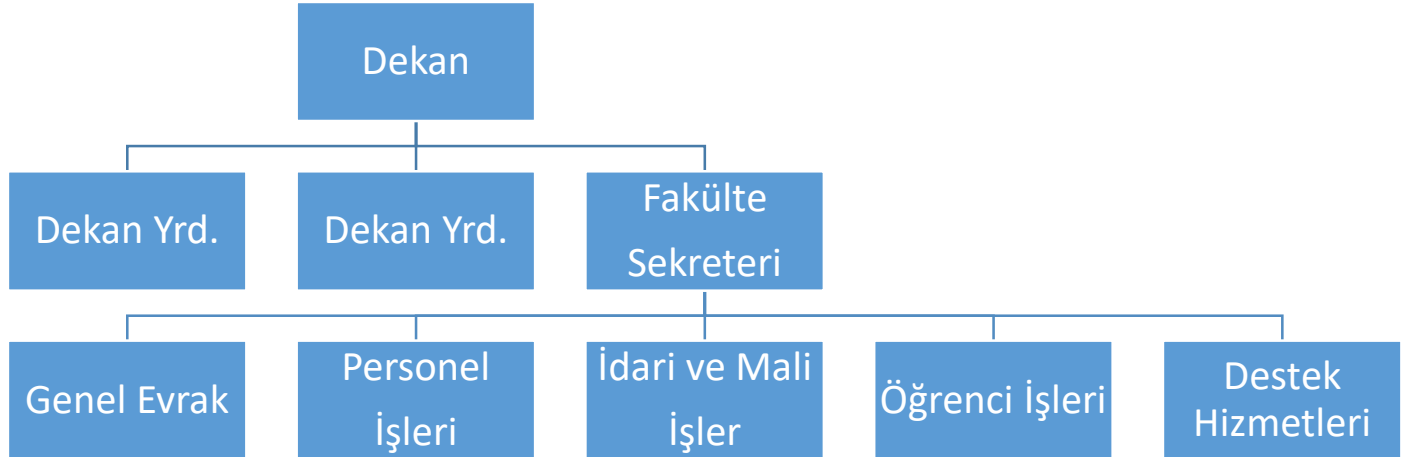 Dekan
Dekan Yrd.
Dekan Yrd.
Fakülte
Sekreteri
Genel Evrak
Personel
İşleri
İdari ve Mali
İşler
Öğrenci İşleri
Destek
Hizmetleri